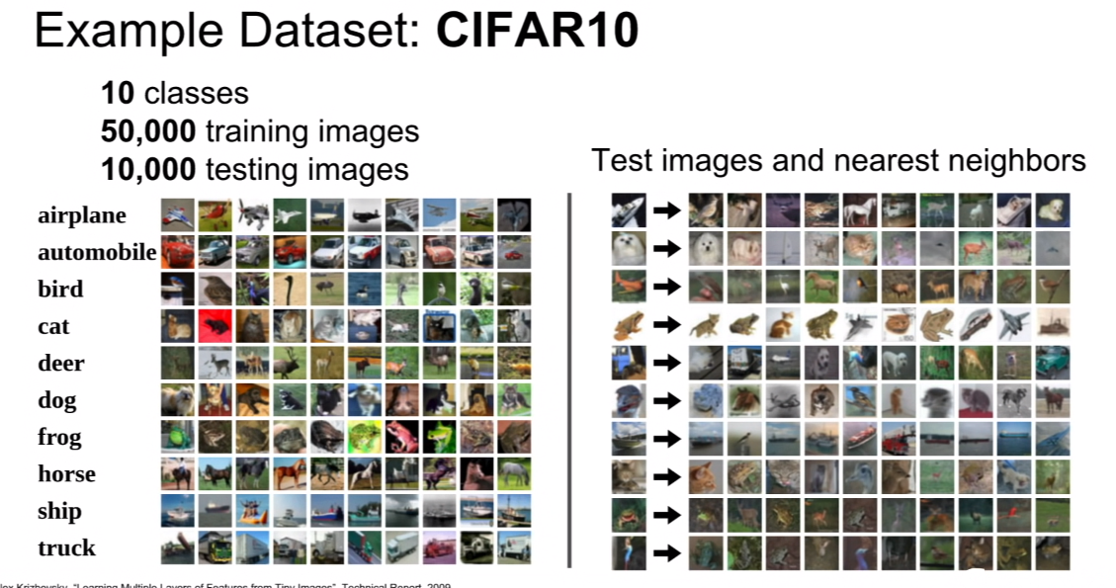 Example Dataset: CIFAR10
10 classes
50,000 training images
10,000 testing images
airplane
automobile
bird
cat
deer
dog
frog
horse
ship
truck
Test images and nearest neighbors
lex Krizhevsky, "Learning Multiple Layers of Features from Tiny Images", Technical Report, 2009.